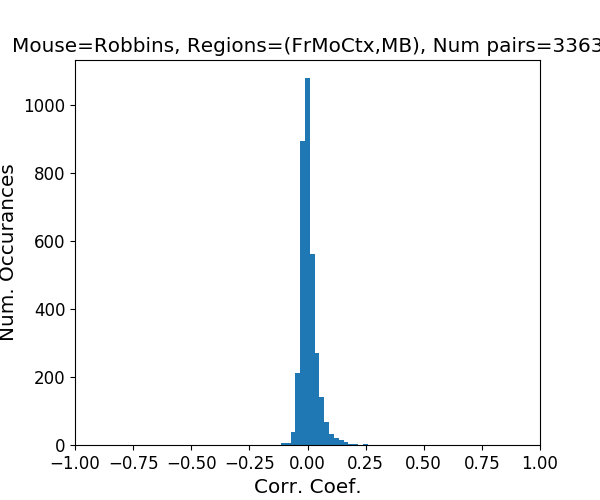 Mouse=Robbins, Regions=(FrMoCtx,MB), Num pairs=3363
Num. Occurances
1000
800
600
400
200
0
−1.00 −0.75 −0.50 −0.25 0.00 0.25 0.50 0.75 1.00
Corr. Coef.